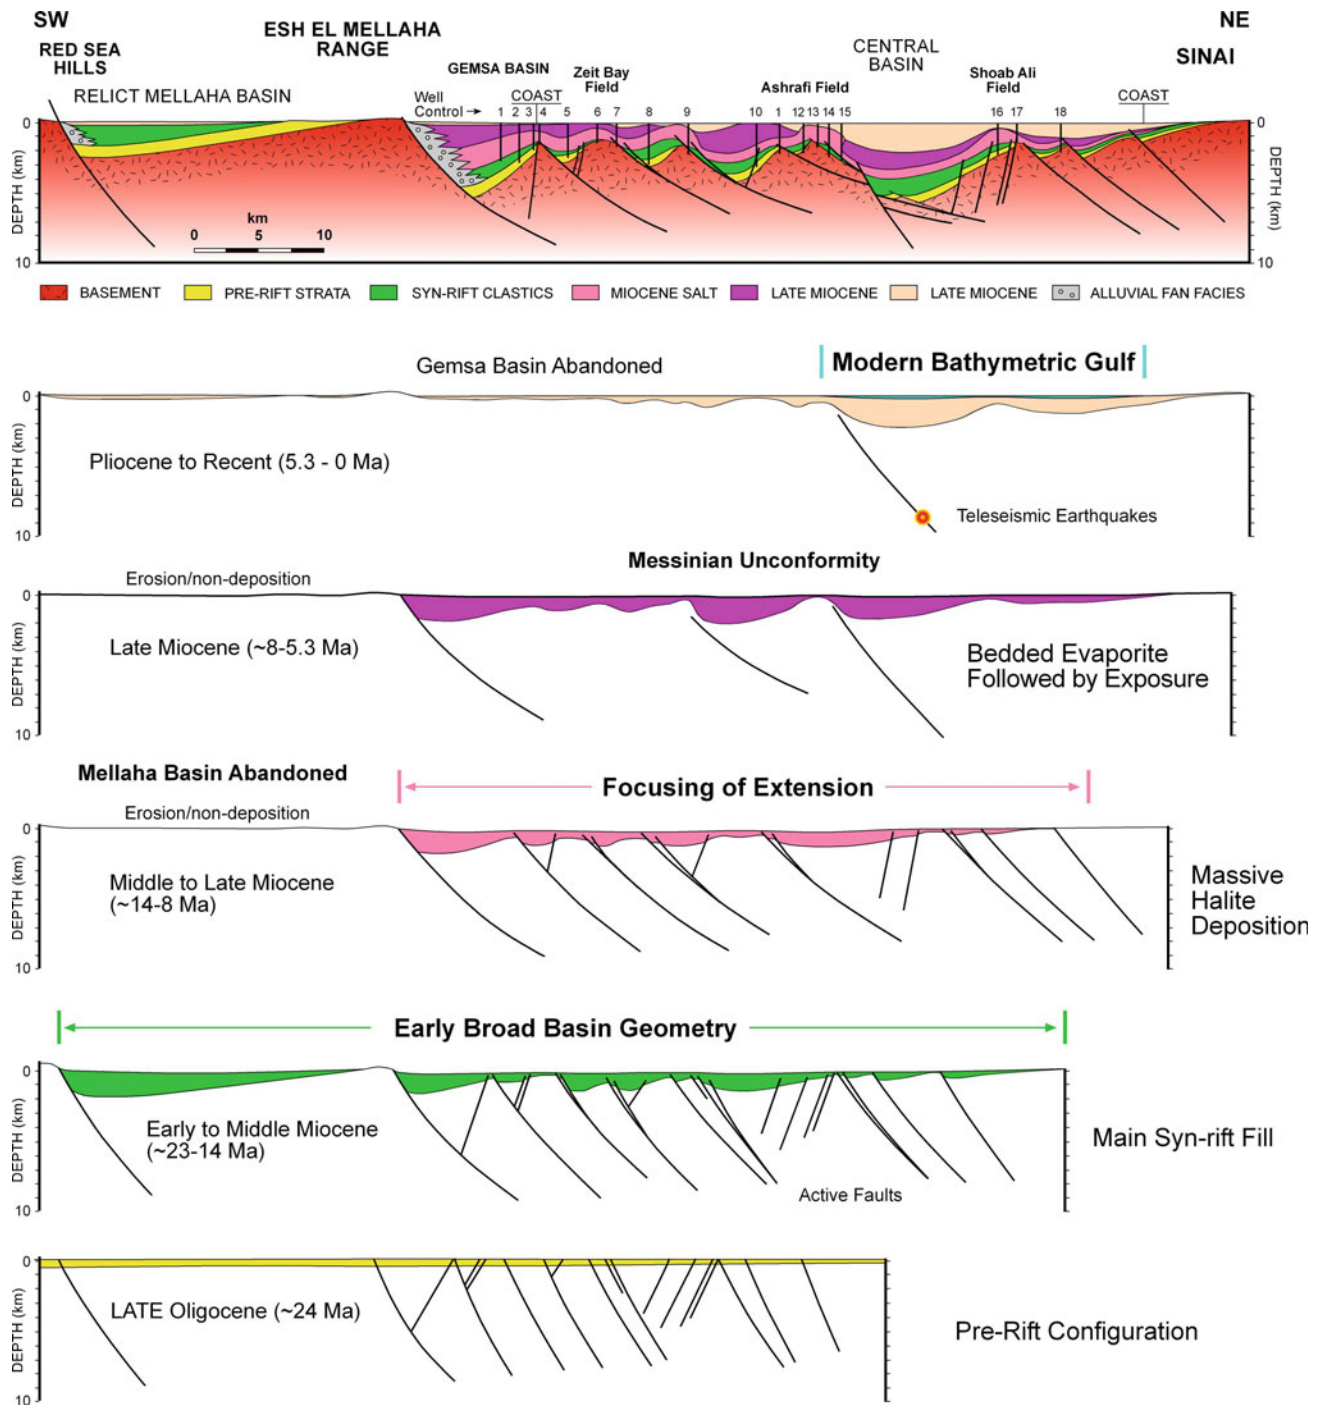 SW
NE
RED SEA
HILLS
ESH EL MELLAHA
RANGE
CENTRAL
BASIN
SINAI
RELICT MELLAHA BASIN
GEMSA BASIN
Zeit Bay
Field
Ashrafi Field
Shoab Ali
Field
Well
Control →
COAST
COAST
1 2 3 4 5 6 7 8 9 10 1 12 13 14 15 16 17 18
0
DEPTH (km)
10
0
DEPTH (km)
10
km
0 5 10
BASEMENT
PRE-RIFT STRATA
SYN-RIFT CLASTICS
MIOCENE SALT
LATE MIOCENE
LATE MIOCENE
ALLUVIAL FAN FACIES
Gemsa Basin Abandoned
Modern Bathymetric Gulf
0
DEPTH (km)
10
Pliocene to Recent (5.3 - 0 Ma)
Teleseismic Earthquakes
Messinian Unconformity
Erosion/non-deposition
0
DEPTH (km)
10
Late Miocene (~8-5.3 Ma)
Bedded Evaporite
Followed by Exposure
Mellaha Basin Abandoned
Focusing of Extension
Erosion/non-deposition
0
DEPTH (km)
10
Middle to Late Miocene
(~14-8 Ma)
Massive
Halite
Deposition
Early Broad Basin Geometry
0
DEPTH (km)
10
Early to Middle Miocene
(~23-14 Ma)
Main Syn-rift Fill
Active Faults
0
DEPTH (km)
10
LATE Oligocene (~24 Ma)
Pre-Rift Configuration